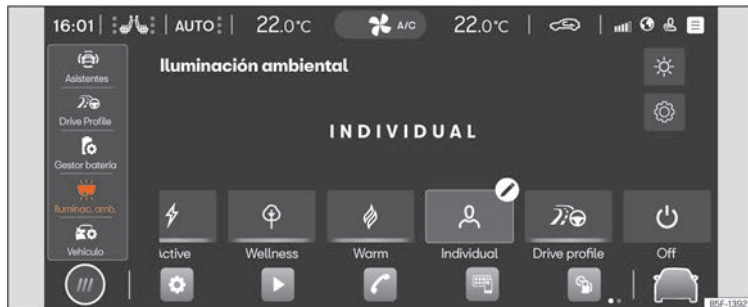 16:01 AUTO 22.0°C A/C 22.0°C
Asistentes
Drive Profile
Gestor batería
Iluminac. amb.
Vehículo
Iluminación ambiental
INDIVIDUAL
ctive Wellness Warm Individual Drive profile Off
B5F-1392